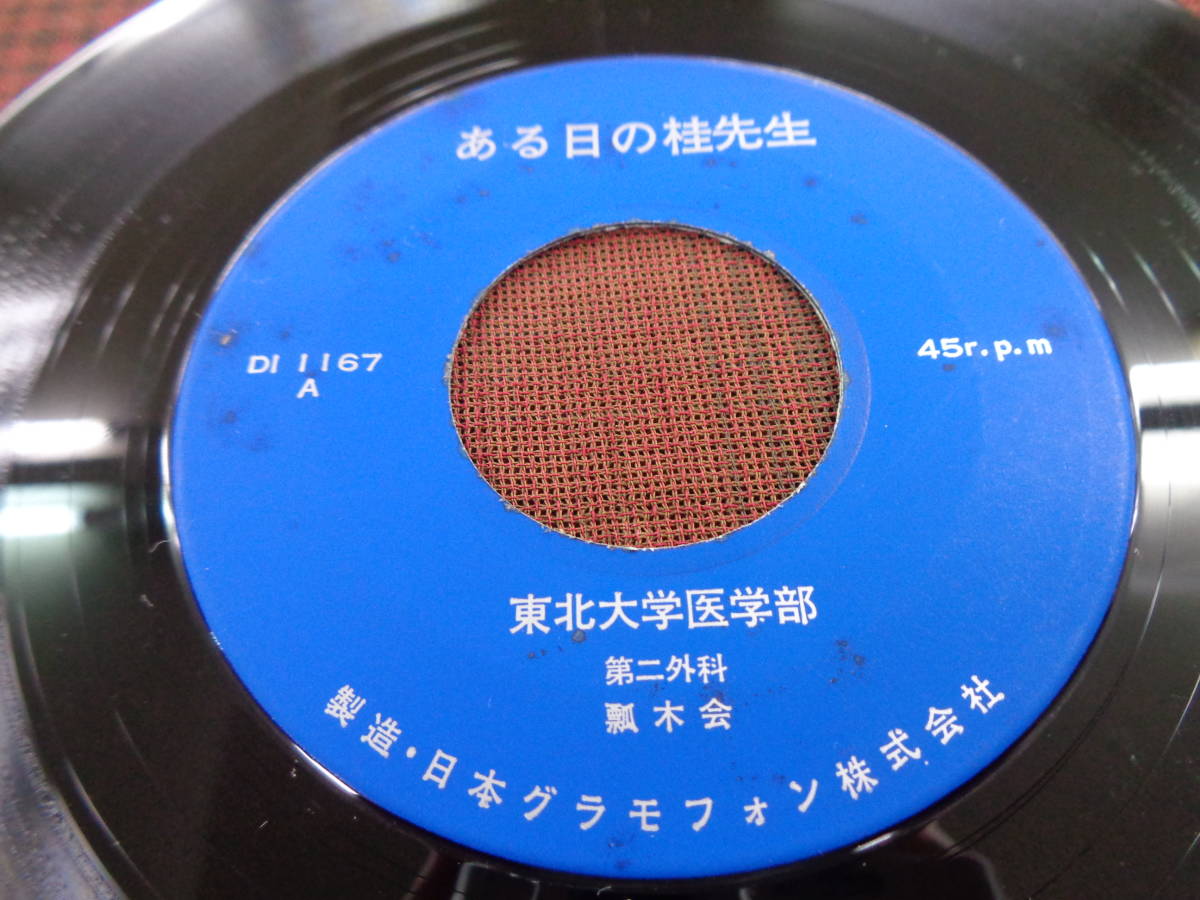 ある日の桂先生
DI 1167
A
45r.p.m
東北大学医学部
第二外科
瓢木会
製造・日本グラモフォン株式会社